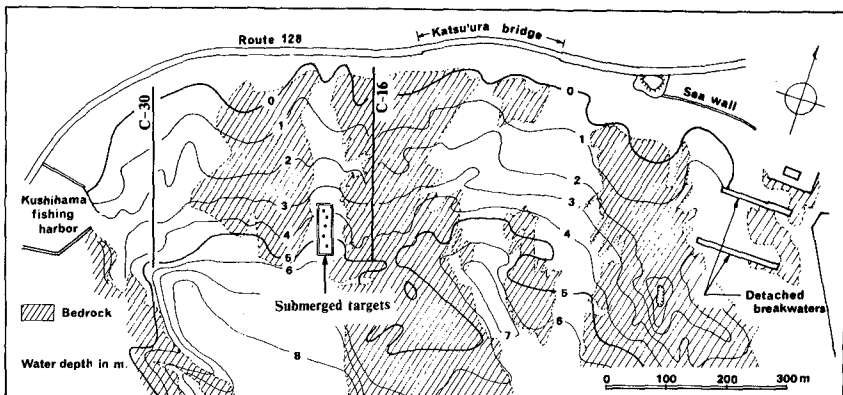 Route 128
Katsu'ura bridge
C-30
C-16
Sea wall
0
0
1
1
2
2
3
3
4
4
5
5
6
6
7
8
Kushihama
fishing
harbor
Submerged targets
Detached
breakwaters
Bedrock
Water depth in m.
0 100 200 300 m